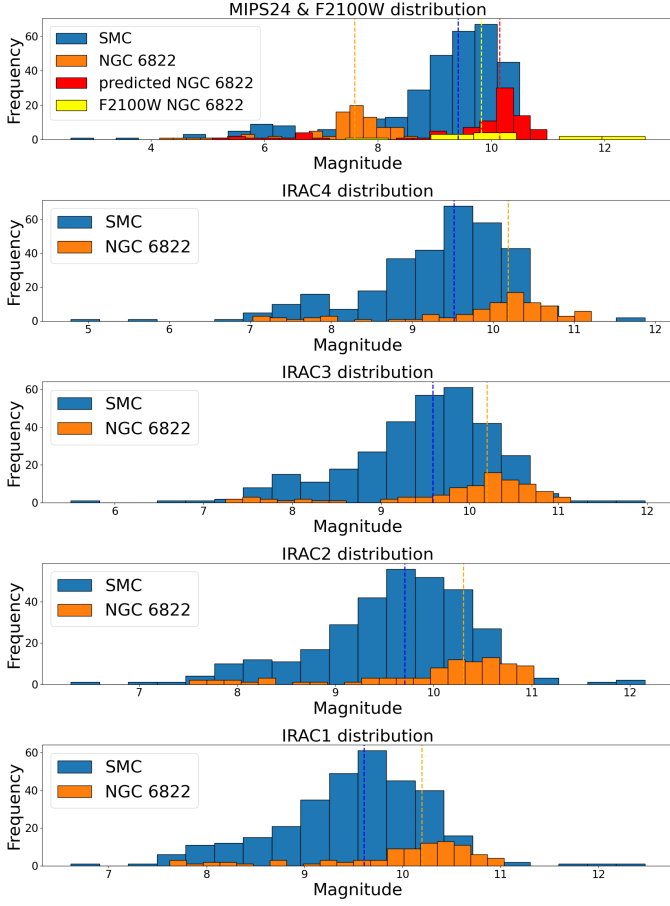 MIPS24 & F2100W distribution
Frequency
60
40
20
0
SMC
NGC 6822
predicted NGC 6822
F2100W NGC 6822
4 6 8 10 12
Magnitude
IRAC4 distribution
Frequency
60
40
20
0
SMC
NGC 6822
5 6 7 8 9 10 11 12
Magnitude
IRAC3 distribution
Frequency
60
40
20
0
SMC
NGC 6822
6 7 8 9 10 11 12
Magnitude
IRAC2 distribution
Frequency
40
20
0
SMC
NGC 6822
7 8 9 10 11 12
Magnitude
IRAC1 distribution
Frequency
60
40
20
0
SMC
NGC 6822
7 8 9 10 11 12
Magnitude